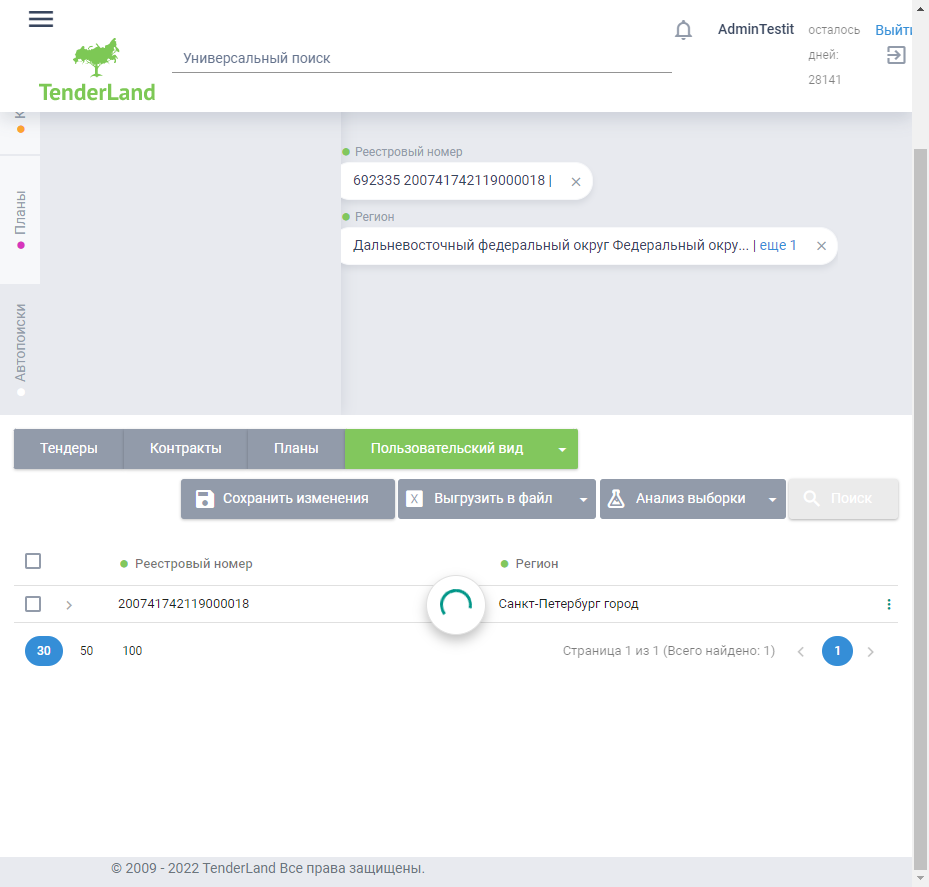 AdminTestit
осталось дней: 28141
Выйти
Универсальный поиск
TenderLand
Реестровый номер
692335 200741742119000018 |
Регион
Дальневосточный федеральный округ Федеральный окру... | еще 1
Планы
Автопоиски
Тендеры Контракты Планы Пользовательский вид
Сохранить изменения Выгрузить в файл Анализ выборки Поиск
Реестровый номер Регион
200741742119000018 Санкт-Петербург город
30 50 100 Страница 1 из 1 (Всего найдено: 1) 1
© 2009 - 2022 TenderLand Все права защищены.